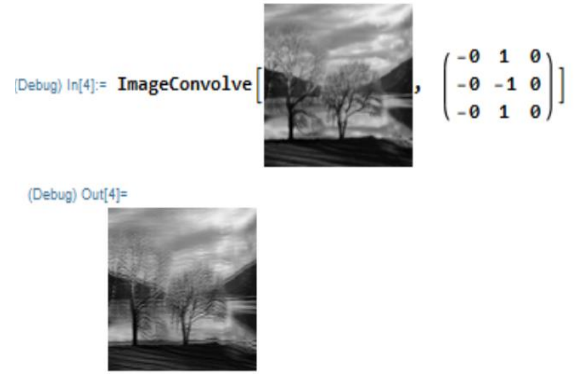 (Debug) In[4]:= ImageConvolve[ , ( -0 1 0
-0 -1 0
-0 1 0 ) ]
(Debug) Out[4]=